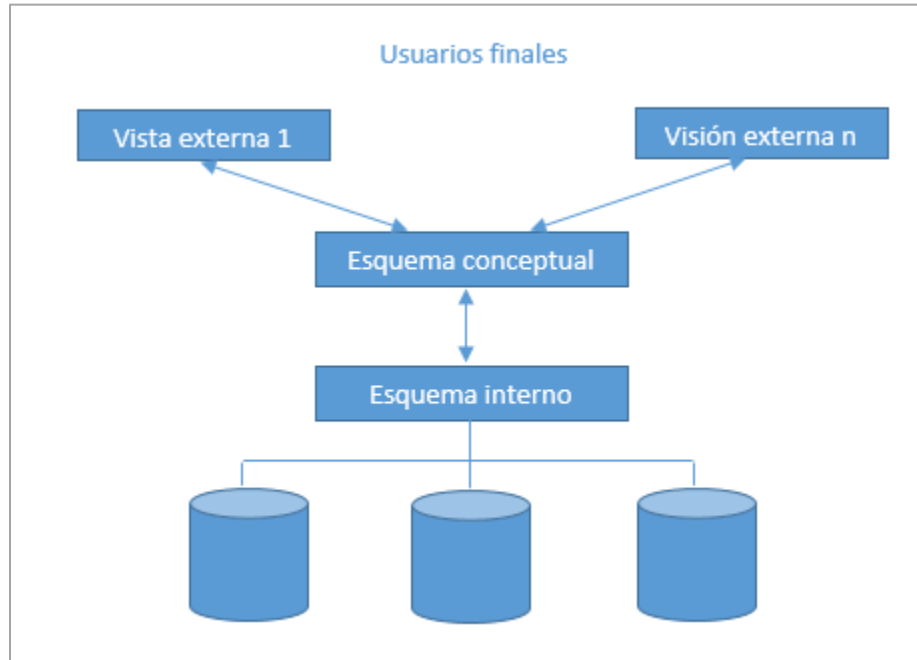 Usuarios finales
Vista externa 1
Visión externa n
Esquema conceptual
Esquema interno